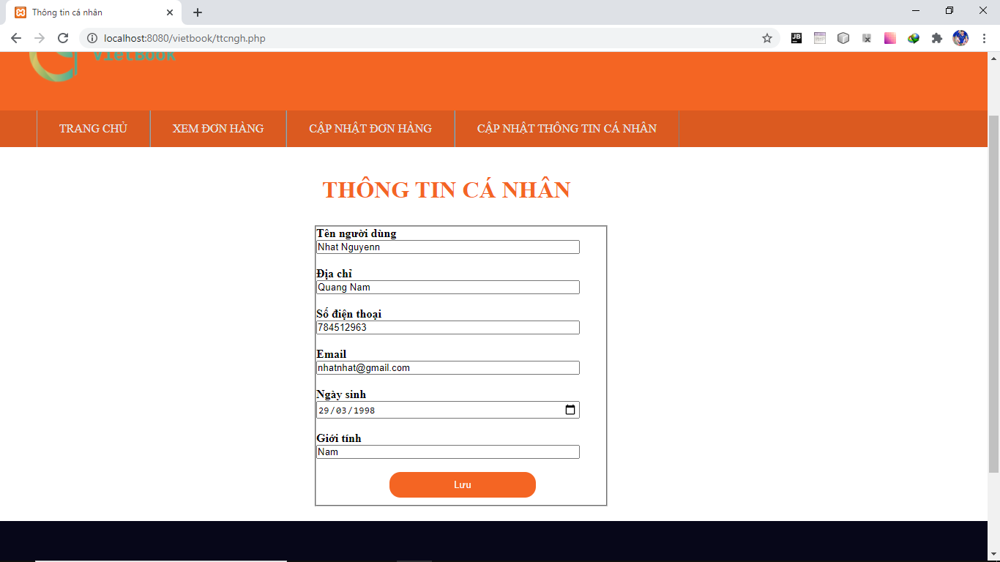 Thông tin cá nhân
localhost:8080/vietbook/ttcngh.php
VietBook
TRANG CHỦ XEM ĐƠN HÀNG CẬP NHẬT ĐƠN HÀNG CẬP NHẬT THÔNG TIN CÁ NHÂN
THÔNG TIN CÁ NHÂN
Tên người dùng
Nhat Nguyenn
Địa chỉ
Quang Nam
Số điện thoại
784512963
Email
nhatnhat@gmail.com
Ngày sinh
29/03/1998
Giới tính
Nam
Lưu